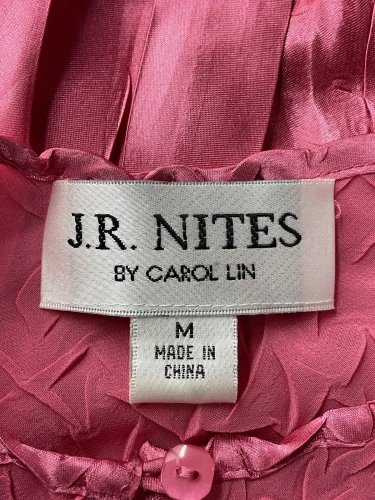 J.R. NITES
BY CAROL LIN
M
MADE IN
CHINA